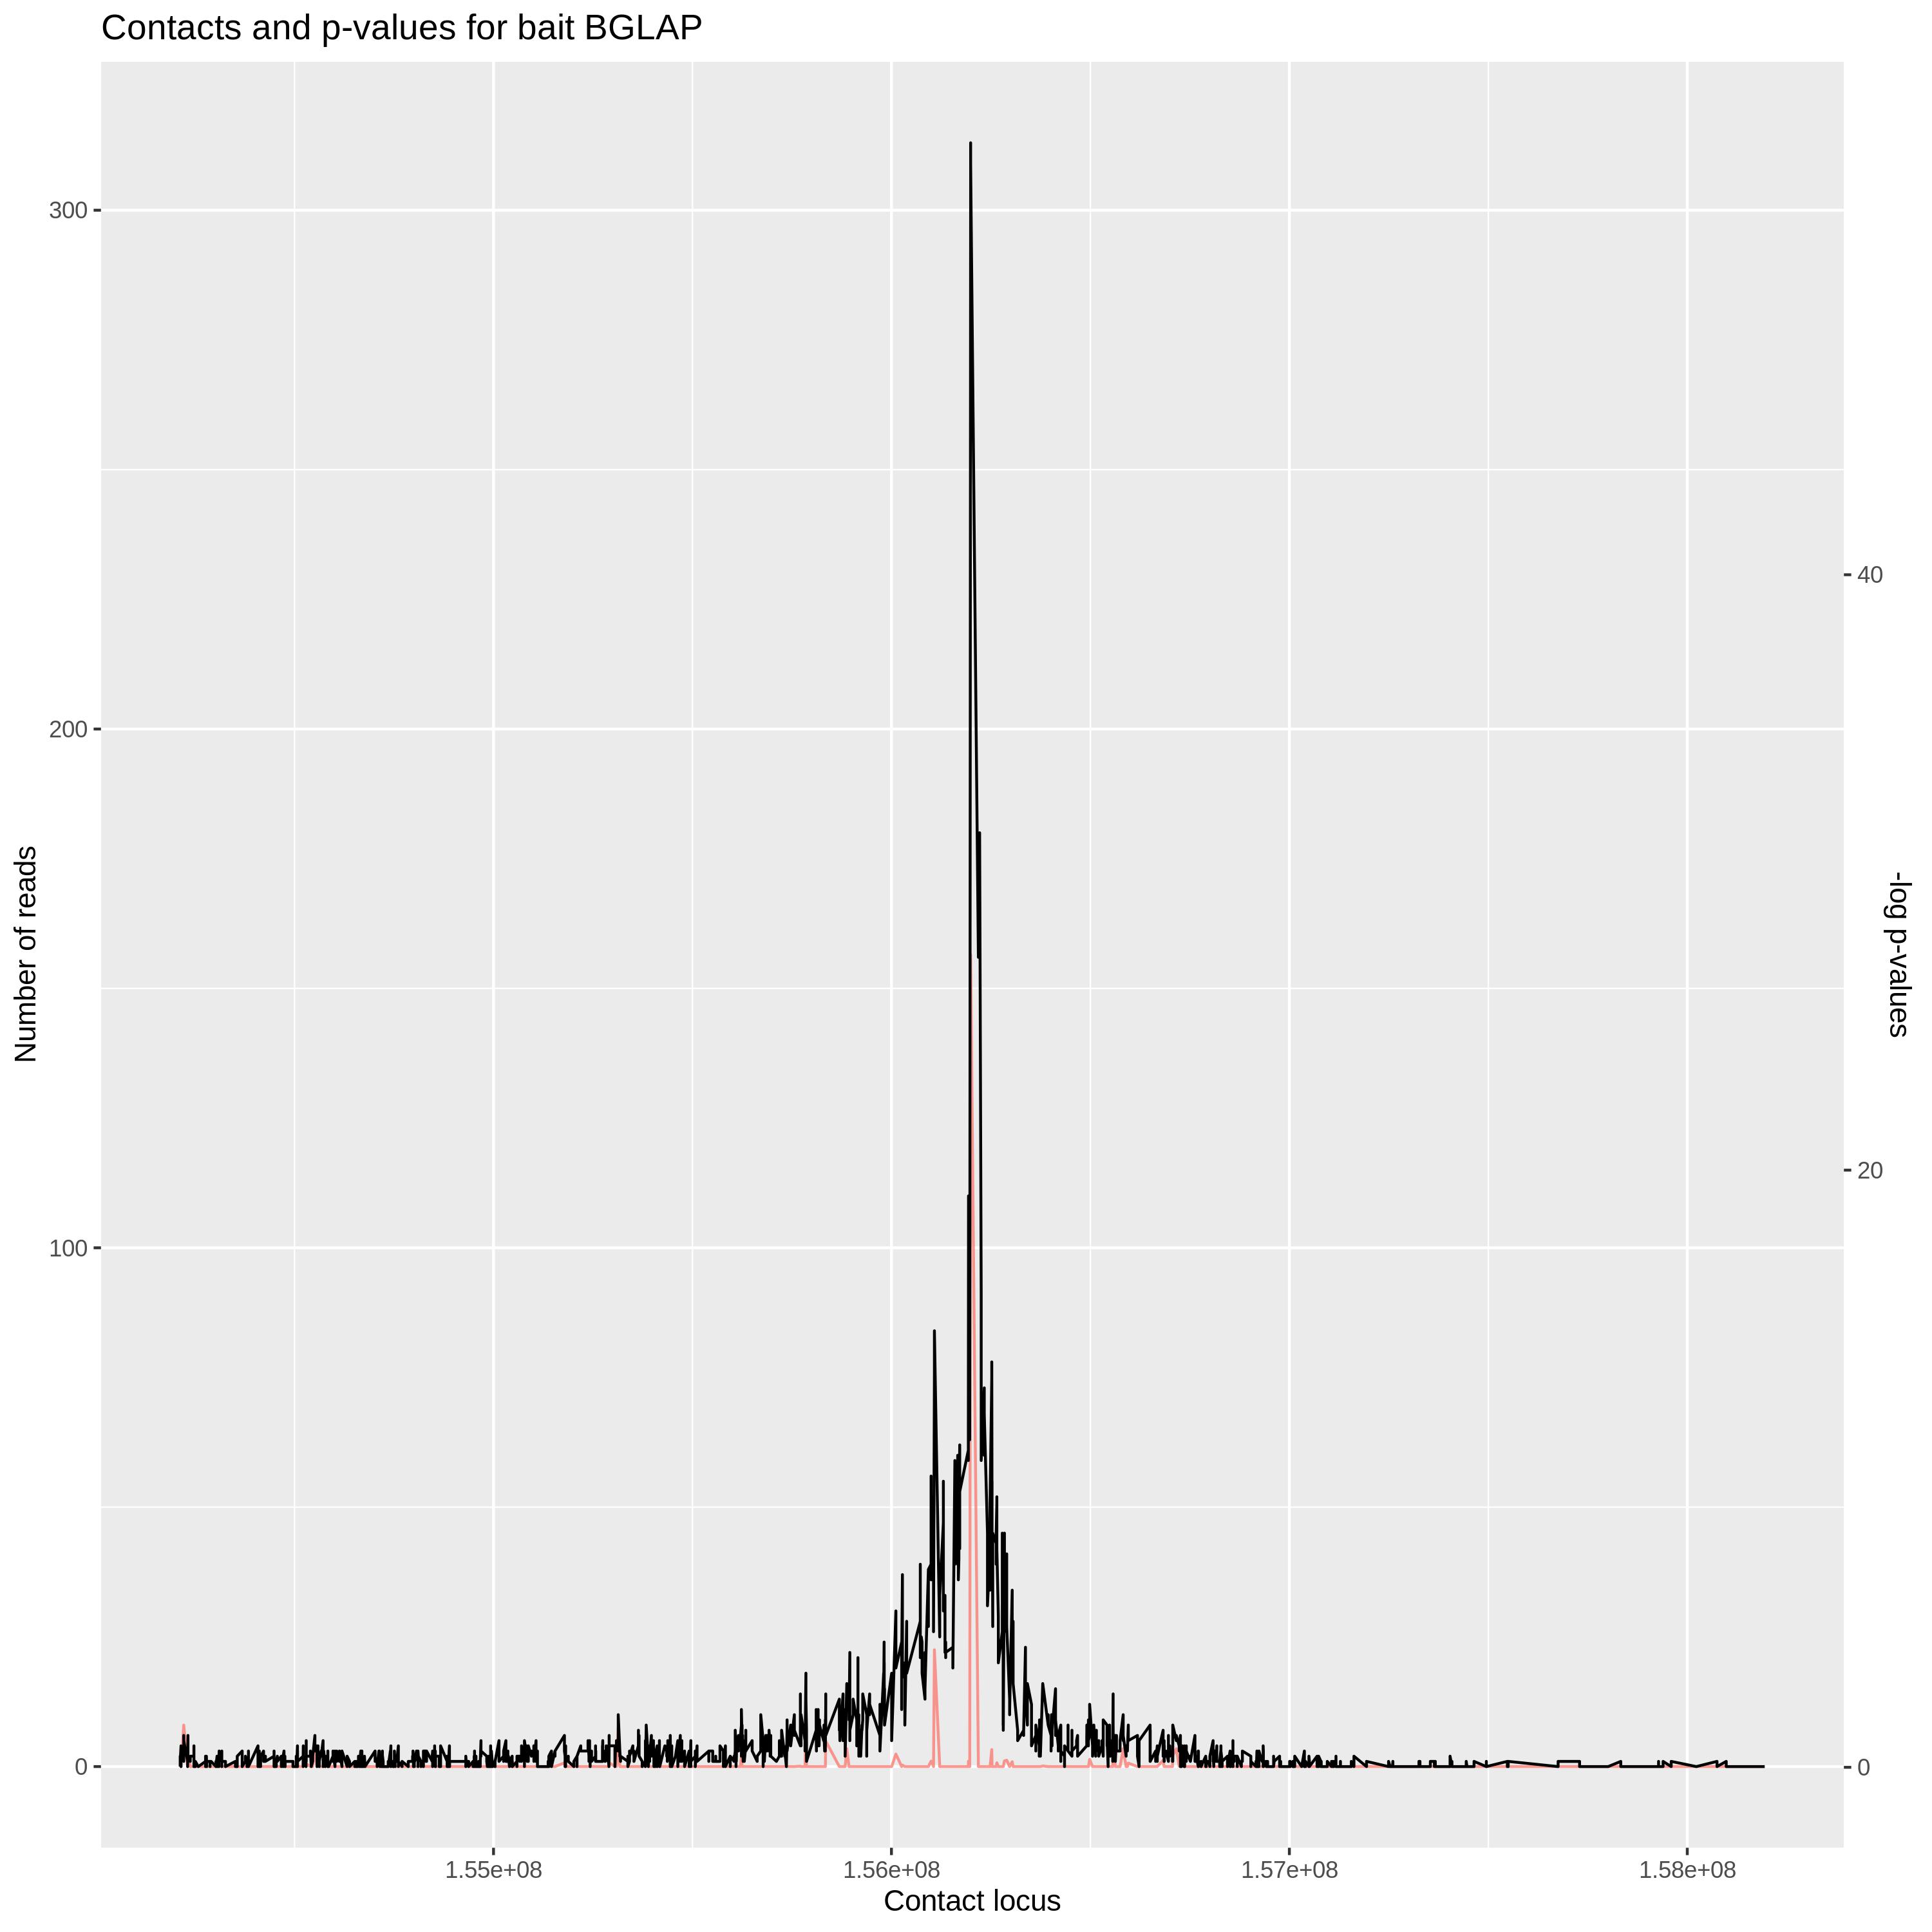 Contacts and p-values for bait BGLAP
300
200
100
0
Number of reads
40
20
0
-log p-values
1.55e+08
1.56e+08
1.57e+08
1.58e+08
Contact locus